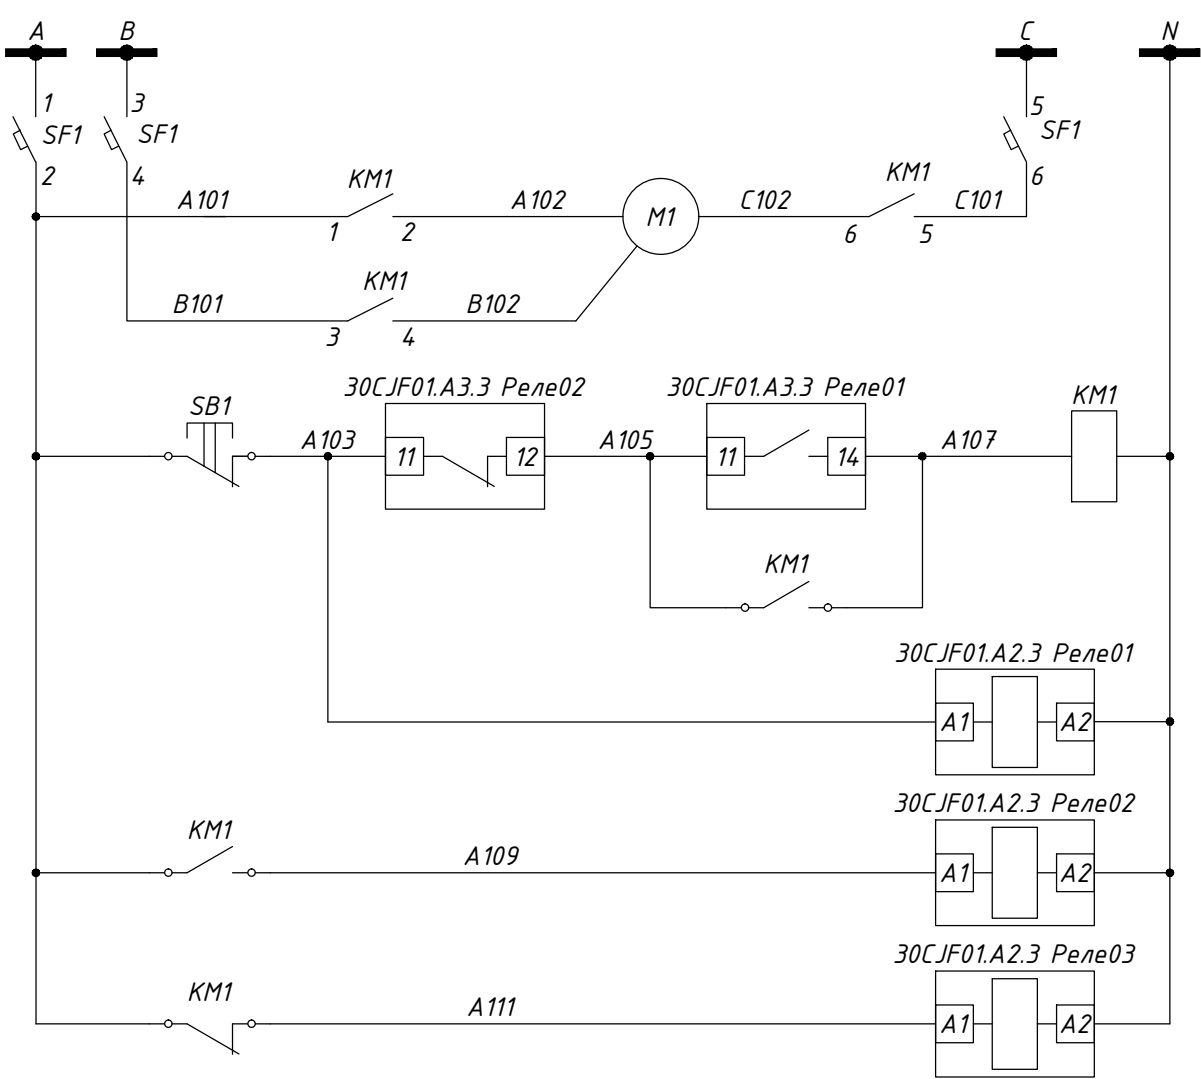 A B C N
1 3 5
SF1 SF1 SF1
2 4 6
A101 KM1 A102 M1 C102 KM1 C101
1 2 6 5
B101 KM1 B102
3 4
30CJF01.A3.3 Реле02 30CJF01.A3.3 Реле01 KM1
SB1
A103 11 12 A105 11 14 A107
KM1
30CJF01.A2.3 Реле01
A1 A2
30CJF01.A2.3 Реле02
KM1 A109 A1 A2
30CJF01.A2.3 Реле03
KM1 A111 A1 A2